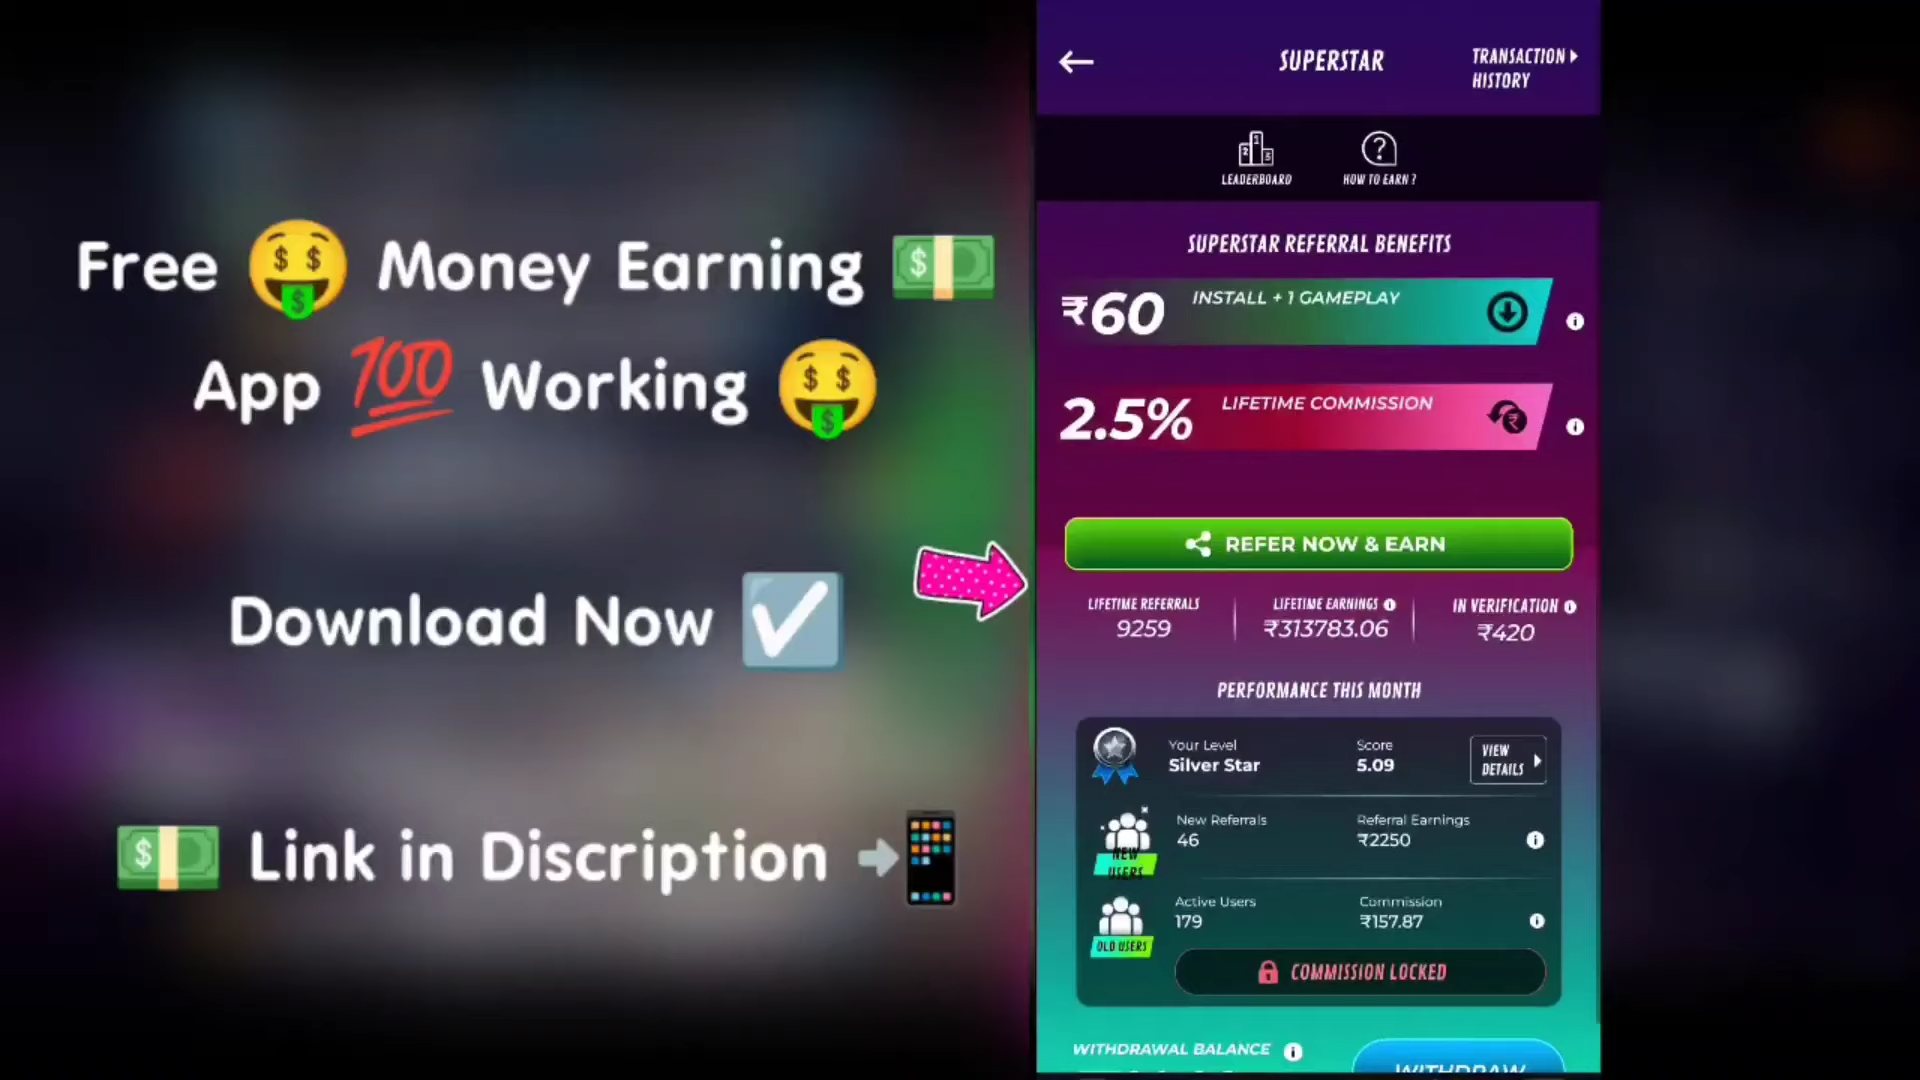 Free Money Earning
App 100 Working
Download Now
Link in Discription
SUPERSTAR
TRANSACTION
HISTORY
LEADERBOARD
HOW TO EARN ?
SUPERSTAR REFERRAL BENEFITS
₹60 INSTALL + 1 GAMEPLAY
2.5% LIFETIME COMMISSION
REFER NOW & EARN
LIFETIME REFERRALS LIFETIME EARNINGS IN VERIFICATION
9259 ₹313783.06 ₹420
PERFORMANCE THIS MONTH
Your Level Score
Silver Star 5.09
VIEW
DETAILS
New Referrals Referral Earnings
46 ₹2250
NEW
USERS
Active Users Commission
179 ₹157.87
OLD USERS
COMMISSION LOCKED
WITHDRAWAL BALANCE
WITHDRAW